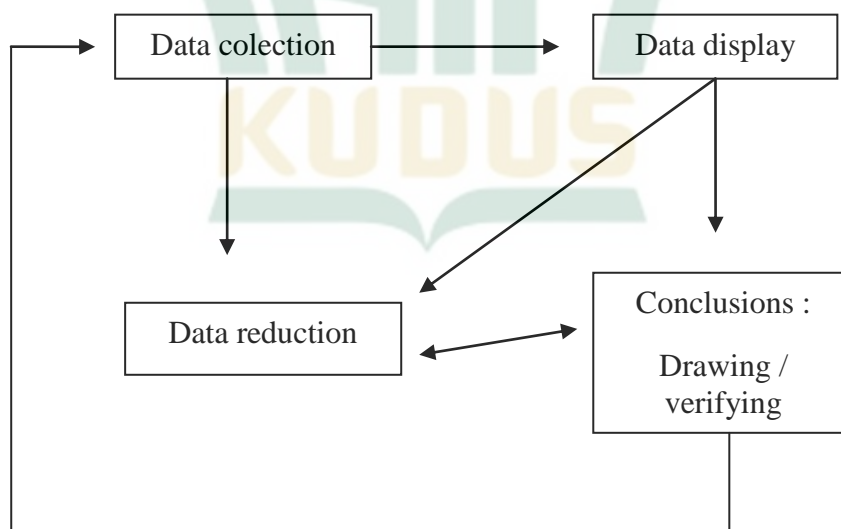 Data colection
Data display
KUDUS
Data reduction
Conclusions :
Drawing /
verifying